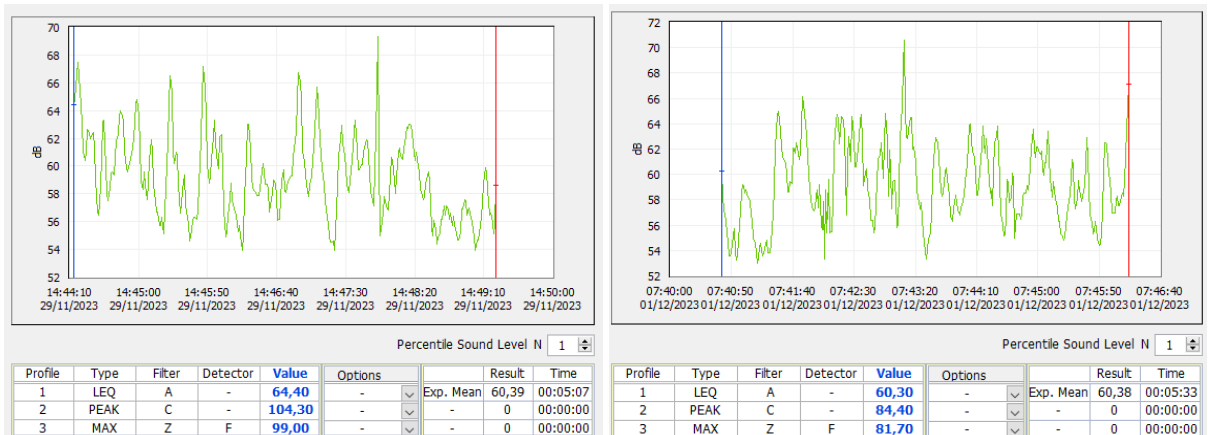 70
68
66
64
62
60
58
56
54
52
dB
14:44:10 14:45:00 14:45:50 14:46:40 14:47:30 14:48:20 14:49:10 14:50:00
29/11/2023 29/11/2023 29/11/2023 29/11/2023 29/11/2023 29/11/2023 29/11/2023 29/11/2023
Percentile Sound Level N 1
Profile Type Filter Detector Value Options Result Time
1 LEQ A - 64,40 - Exp. Mean 60,39 00:05:07
2 PEAK C - 104,30 - - 0 00:00:00
3 MAX Z F 99,00 - - 0 00:00:00
72
70
68
66
64
62
60
58
56
54
52
dB
07:40:00 07:40:50 07:41:40 07:42:30 07:43:20 07:44:10 07:45:00 07:45:50 07:46:40
01/12/2023 01/12/2023 01/12/2023 01/12/2023 01/12/2023 01/12/2023 01/12/2023 01/12/2023 01/12/2023
Percentile Sound Level N 1
Profile Type Filter Detector Value Options Result Time
1 LEQ A - 60,30 - Exp. Mean 60,38 00:05:33
2 PEAK C - 84,40 - - 0 00:00:00
3 MAX Z F 81,70 - - 0 00:00:00